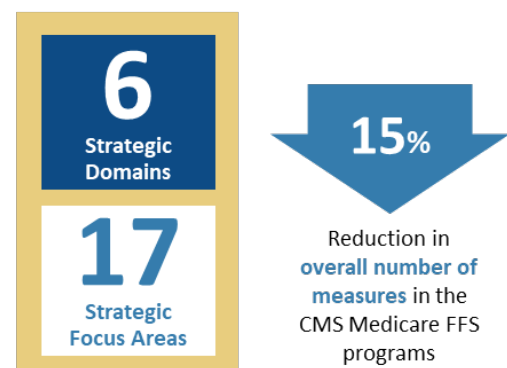 6
Strategic
Domains
17
Strategic
Focus Areas
15%
Reduction in
overall number of
measures in the
CMS Medicare FFS
programs